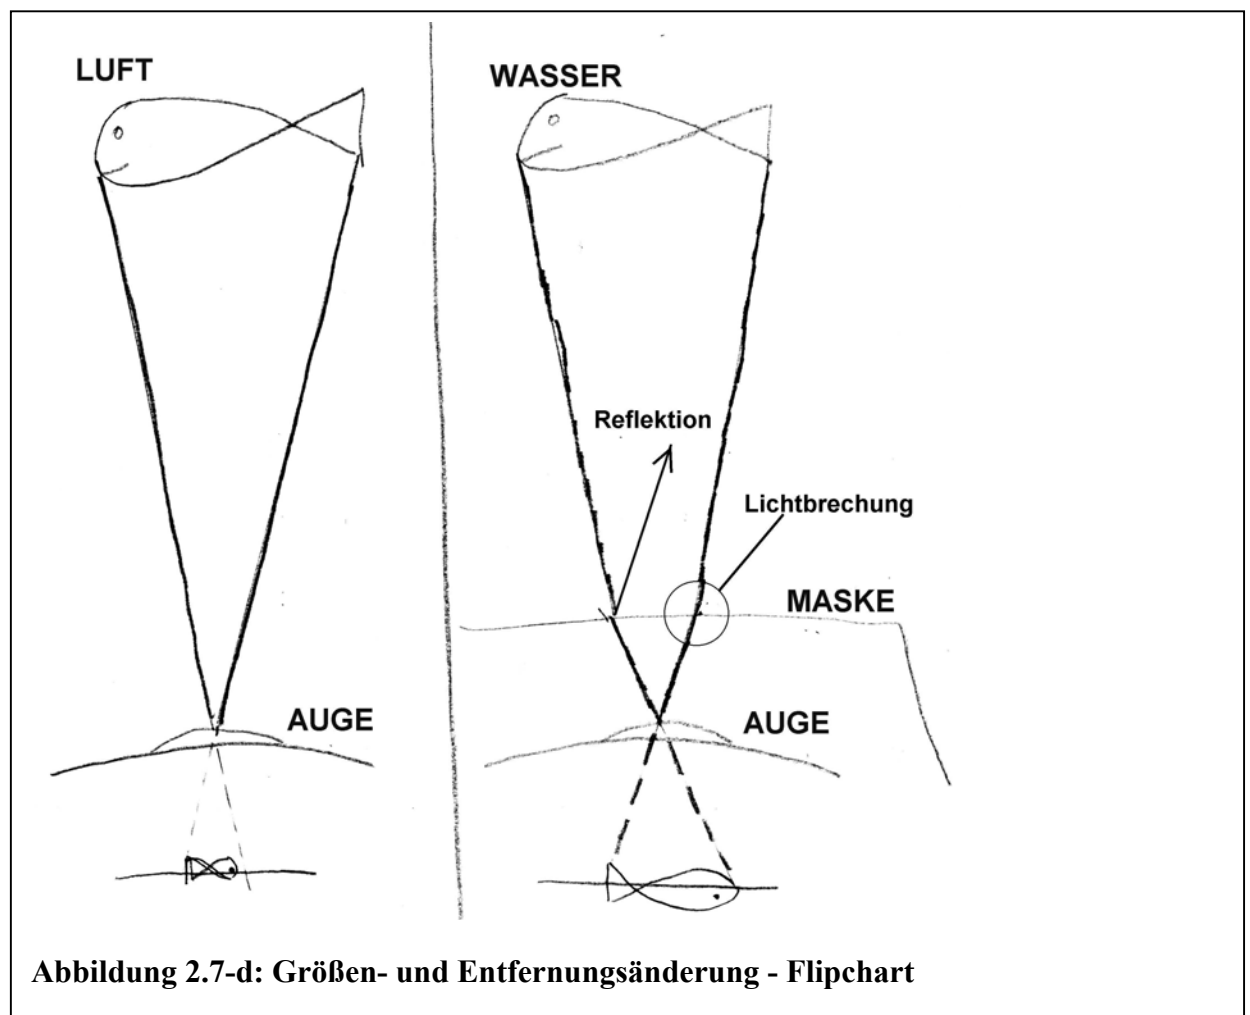 LUFT
WASSER
Reflektion
Lichtbrechung
MASKE
AUGE
AUGE
Abbildung 2.7-d: Größen- und Entfernungsänderung - Flipchart